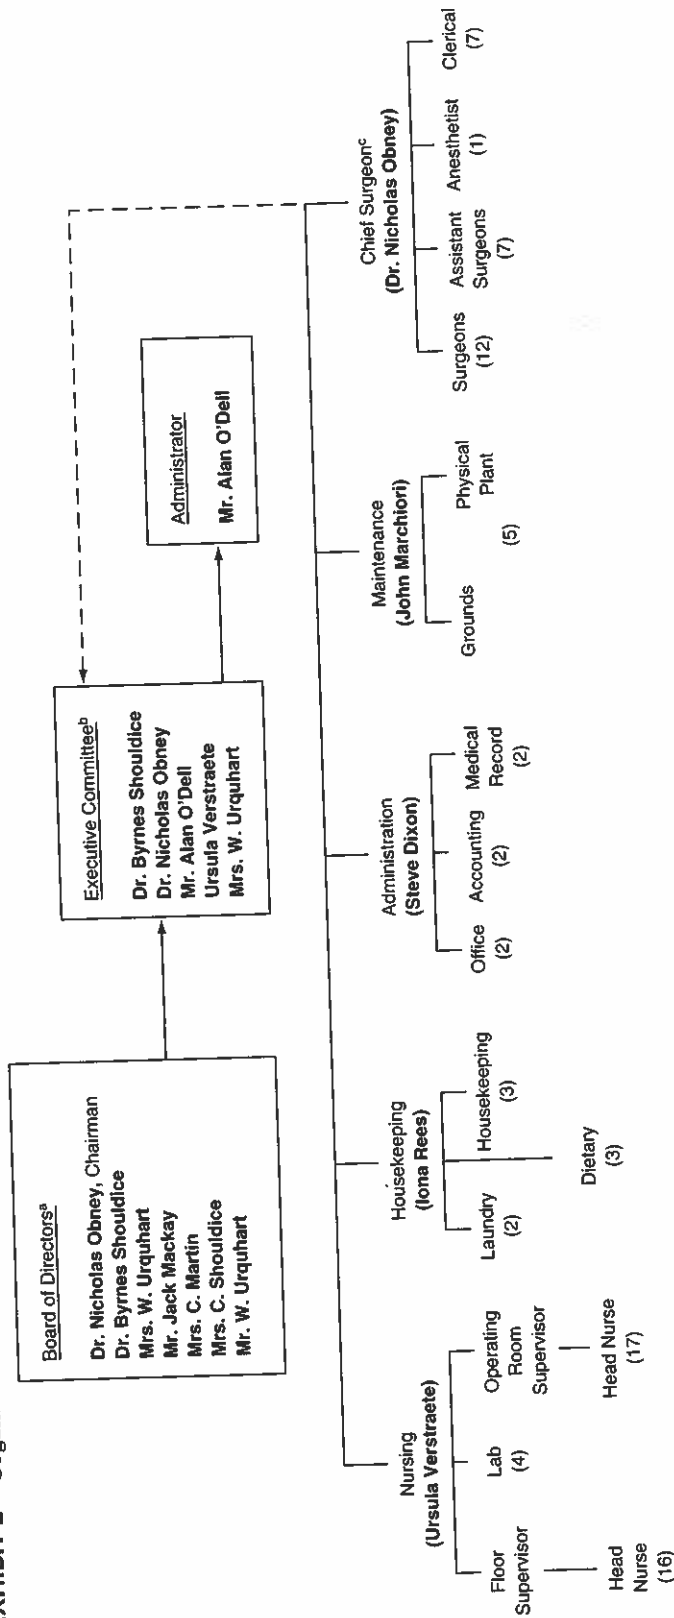 Board of Directorsᵃ
Dr. Nicholas Obney, Chairman
Dr. Byrnes Shouldice
Mrs. W. Urquhart
Mr. Jack Mackay
Mrs. C. Martin
Mrs. C. Shouldice
Mr. W. Urquhart
Executive Committeeᵇ
Dr. Byrnes Shouldice
Dr. Nicholas Obney
Mr. Alan O'Dell
Ursula Verstraete
Mrs. W. Urquhart
Administrator
Mr. Alan O'Dell
Nursing
(Ursula Verstraete)
Floor
Supervisor
Head
Nurse
(16)
Lab
(4)
Operating
Room
Supervisor
Head Nurse
(17)
Housekeeping
(Iona Rees)
Laundry
(2)
Dietary
(3)
Housekeeping
(3)
Administration
(Steve Dixon)
Office
(2)
Accounting
(2)
Medical
Record
(2)
Maintenance
(John Marchiori)
Grounds
Physical
Plant
(5)
Chief Surgeonᶜ
(Dr. Nicholas Obney)
Surgeons
(12)
Assistant
Surgeons
(7)
Anesthetist
(1)
Clerical
(7)